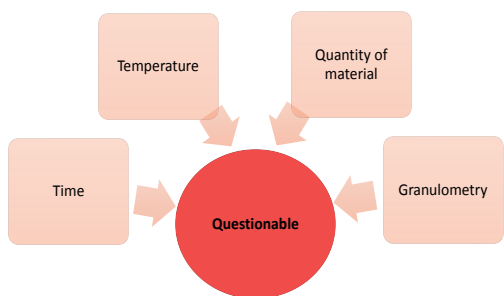 Temperature
Quantity of
material
Time
Questionable
Granulometry